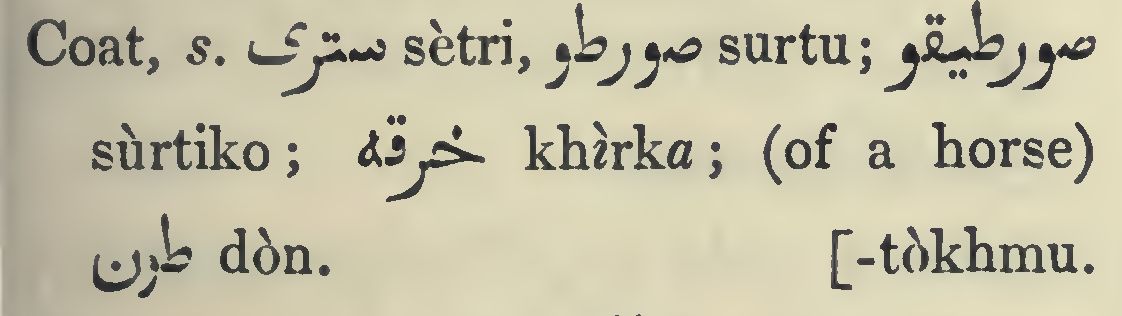 Coat, s. سترى sètri, صورطو surtu; صورطيقو
sùrtiko; خرقه khìrka; (of a horse)
طون dòn. [-tòkhmu.